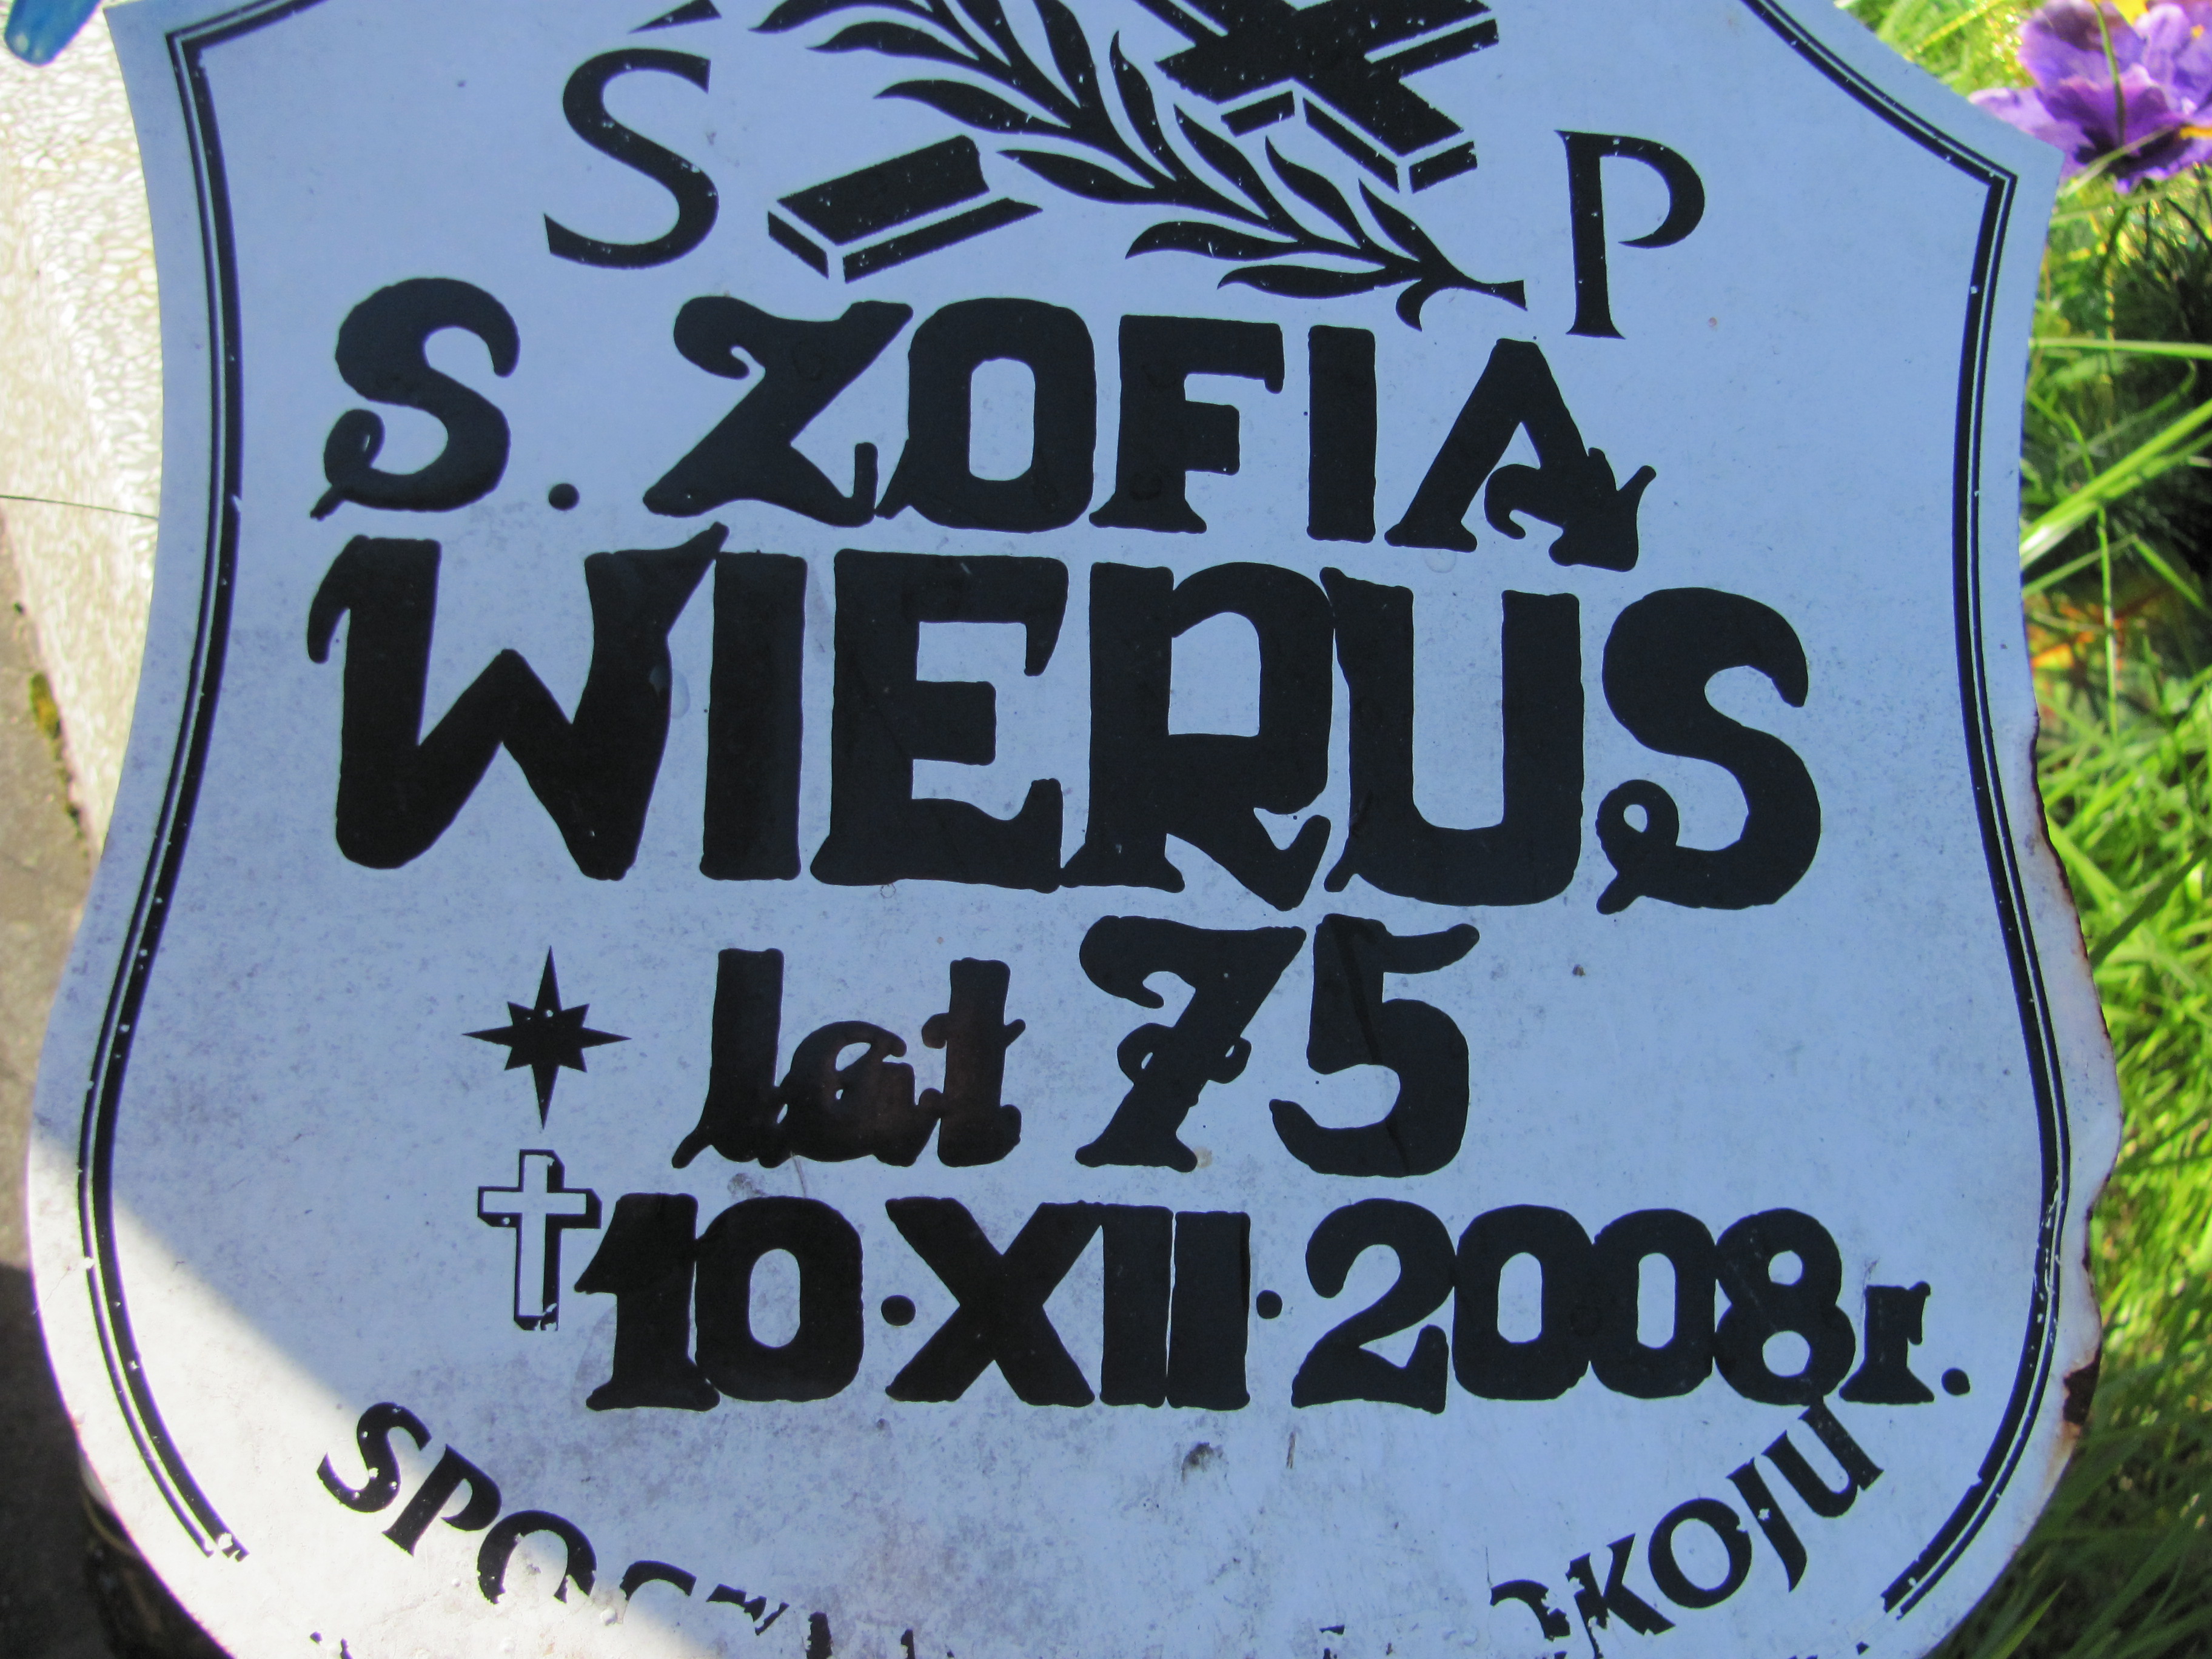 Ś P
S. ZOFIA
WIERUS
lat 75
10·XII·2008r.